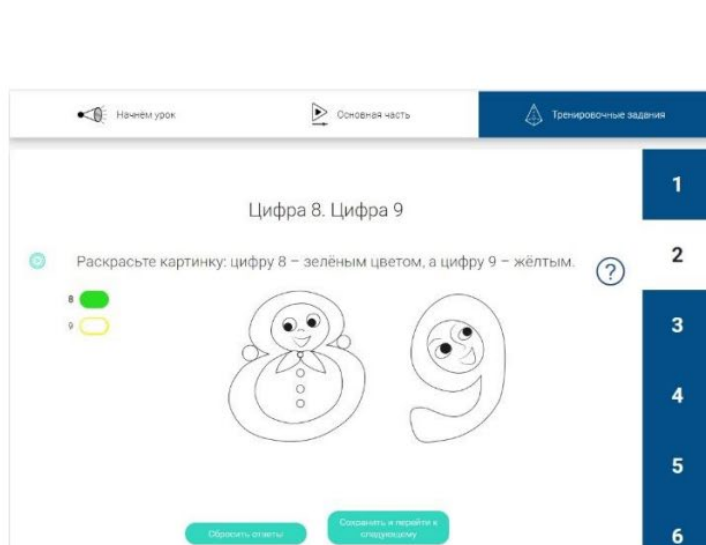 Начнём урок
Основная часть
Тренировочные задания
1
Цифра 8. Цифра 9
2
Раскрасьте картинку: цифру 8 – зелёным цветом, а цифру 9 – жёлтым.
?
8
9
3
4
5
6
Сбросить ответы
Сохранить и перейти к
следующему